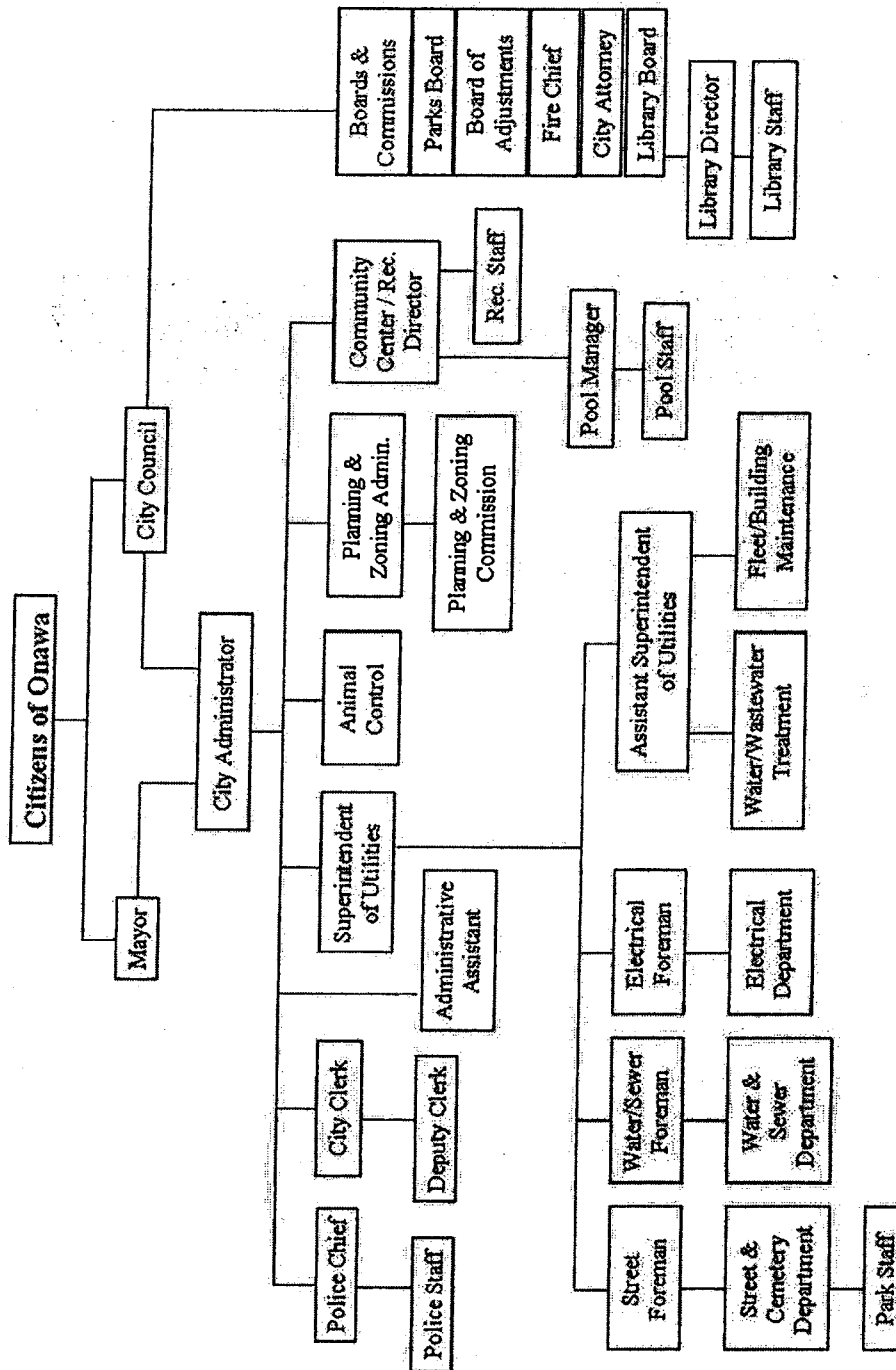 Citizens of Onawa
Mayor
City Council
City Administrator
Police Chief
City Clerk
Superintendent
of Utilities
Animal
Control
Planning &
Zoning Admin.
Community
Center / Rec.
Director
Boards &
Commissions
Parks Board
Board of
Adjustments
Fire Chief
City Attorney
Library Board
Police Staff
Deputy Clerk
Administrative
Assistant
Planning & Zoning
Commission
Rec. Staff
Pool Manager
Pool Staff
Library Director
Library Staff
Street
Foreman
Water/Sewer
Foreman
Electrical
Foreman
Assistant Superintendent
of Utilities
Street &
Cemetery
Department
Water &
Sewer
Department
Electrical
Department
Water/Wastewater
Treatment
Fleet/Building
Maintenance
Park Staff